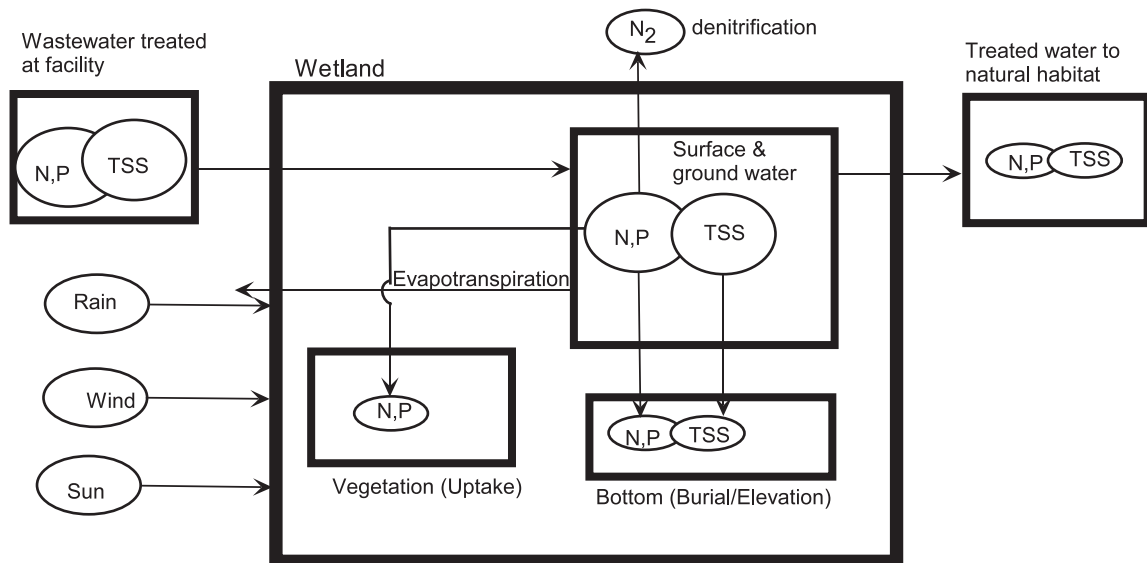 N2
denitrification
Wastewater treated
at facility
Treated water to
natural habitat
Wetland
N,P
TSS
Surface &
ground water
N,P
TSS
N,P
TSS
Evapotranspiration
Rain
Wind
Sun
N,P
Vegetation (Uptake)
N,P
TSS
Bottom (Burial/Elevation)